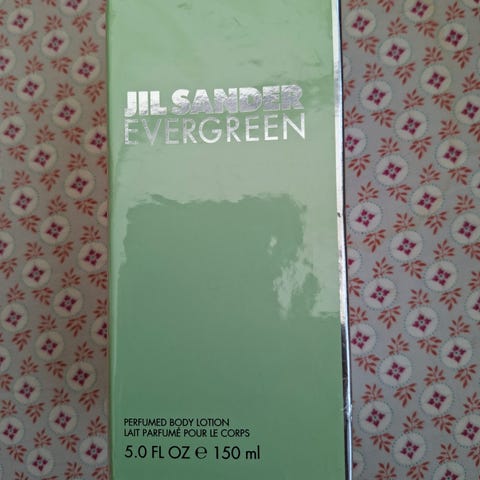 JIL SANDER
EVERGREEN
PERFUMED BODY LOTION
LAIT PARFUMÉ POUR LE CORPS
5.0 FL OZ ℮ 150 ml